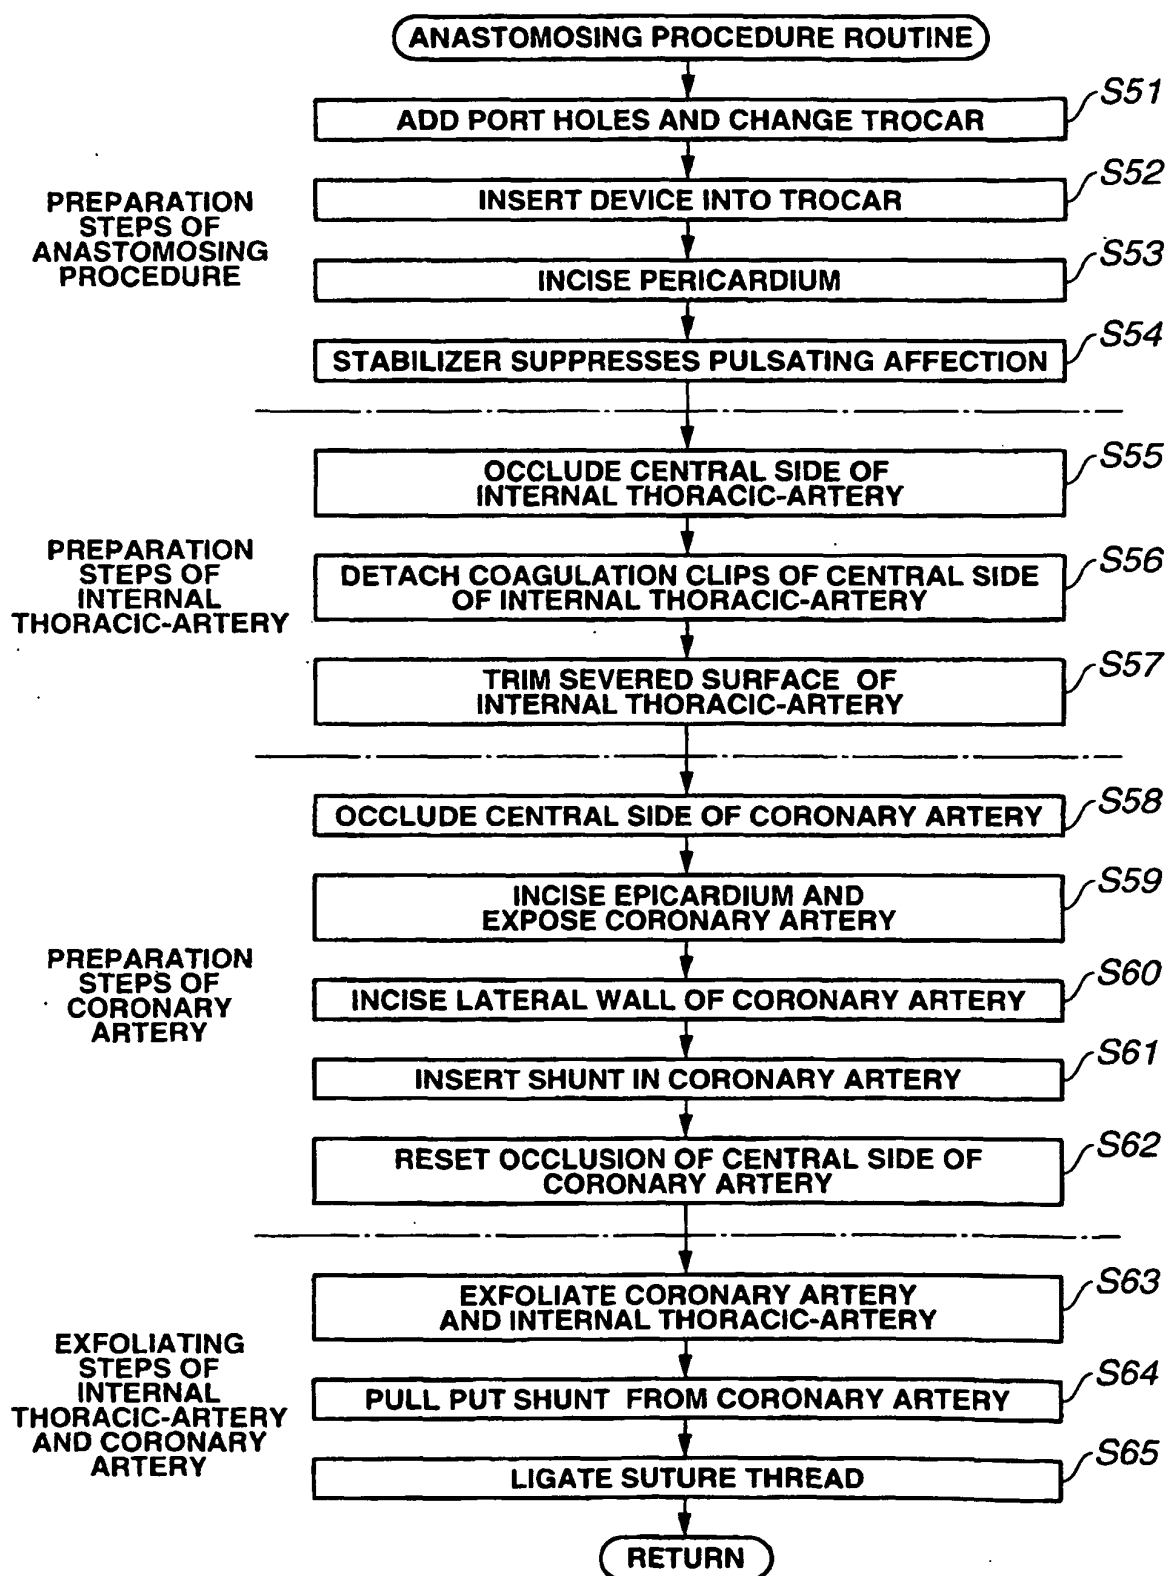 ANASTOMOSING PROCEDURE ROUTINE
S51
ADD PORT HOLES AND CHANGE TROCAR
S52
INSERT DEVICE INTO TROCAR
PREPARATION
STEPS OF
ANASTOMOSING
PROCEDURE
S53
INCISE PERICARDIUM
S54
STABILIZER SUPPRESSES PULSATING AFFECTION
S55
OCCLUDE CENTRAL SIDE OF
INTERNAL THORACIC-ARTERY
PREPARATION
STEPS OF
INTERNAL
THORACIC-ARTERY
S56
DETACH COAGULATION CLIPS OF CENTRAL SIDE
OF INTERNAL THORACIC-ARTERY
S57
TRIM SEVERED SURFACE OF
INTERNAL THORACIC-ARTERY
S58
OCCLUDE CENTRAL SIDE OF CORONARY ARTERY
S59
INCISE EPICARDIUM AND
EXPOSE CORONARY ARTERY
PREPARATION
STEPS OF
CORONARY
ARTERY
S60
INCISE LATERAL WALL OF CORONARY ARTERY
S61
INSERT SHUNT IN CORONARY ARTERY
S62
RESET OCCLUSION OF CENTRAL SIDE OF
CORONARY ARTERY
S63
EXFOLIATE CORONARY ARTERY
AND INTERNAL THORACIC-ARTERY
EXFOLIATING
STEPS OF
INTERNAL
THORACIC-ARTERY
AND CORONARY
ARTERY
S64
PULL PUT SHUNT FROM CORONARY ARTERY
S65
LIGATE SUTURE THREAD
RETURN